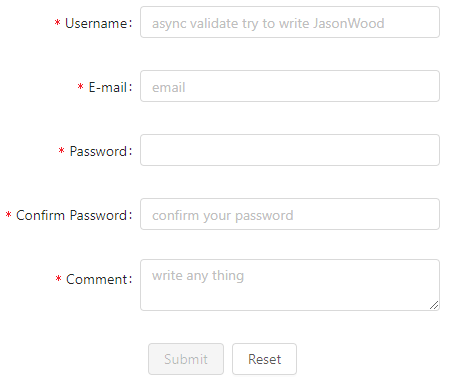 * Username: async validate try to write JasonWood
* E-mail: email
* Password:
* Confirm Password: confirm your password
* Comment: write any thing
Submit Reset